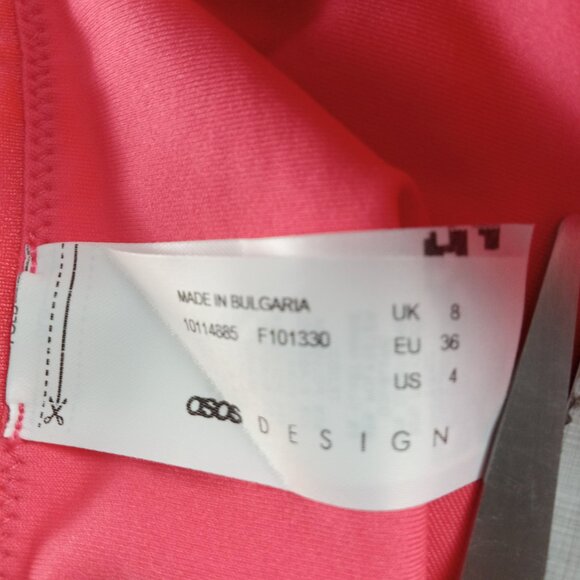 MADE IN BULGARIA
10114885 F101330
UK 8
EU 36
US 4
asos DESIGN